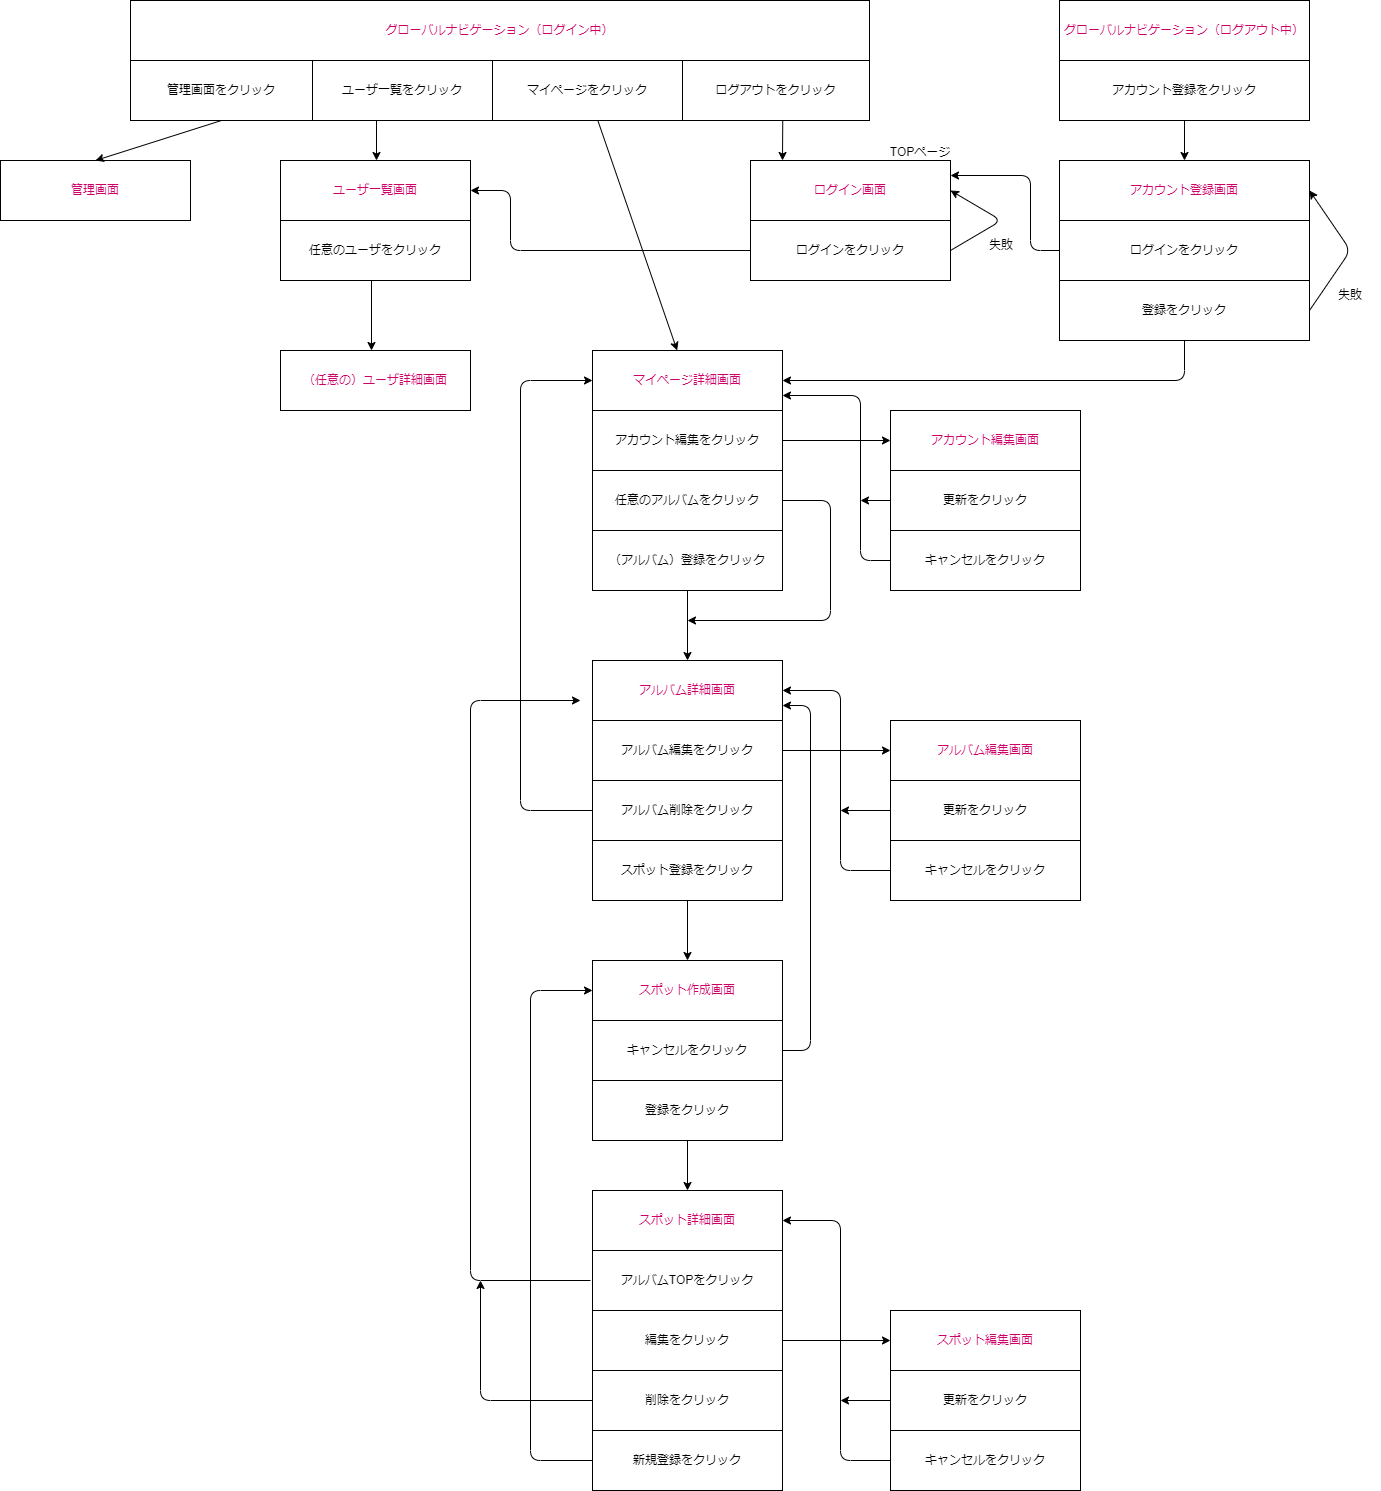 グローバルナビゲーション（ログイン中）
グローバルナビゲーション（ログアウト中）
管理画面をクリック
ユーザー覧をクリック
マイページをクリック
ログアウトをクリック
アカウント登録をクリック
TOPページ
管理画面
ユーザ一覧画面
ログイン画面
アカウント登録画面
任意のユーザをクリック
ログインをクリック
失敗
ログインをクリック
登録をクリック
失敗
（任意の）ユーザ詳細画面
マイページ詳細画面
アカウント編集をクリック
アカウント編集画面
任意のアルバムをクリック
更新をクリック
（アルバム）登録をクリック
キャンセルをクリック
アルバム詳細画面
アルバム編集をクリック
アルバム編集画面
アルバム削除をクリック
更新をクリック
スポット登録をクリック
キャンセルをクリック
スポット作成画面
キャンセルをクリック
登録をクリック
スポット詳細画面
アルバムTOPをクリック
編集をクリック
スポット編集画面
削除をクリック
更新をクリック
新規登録をクリック
キャンセルをクリック